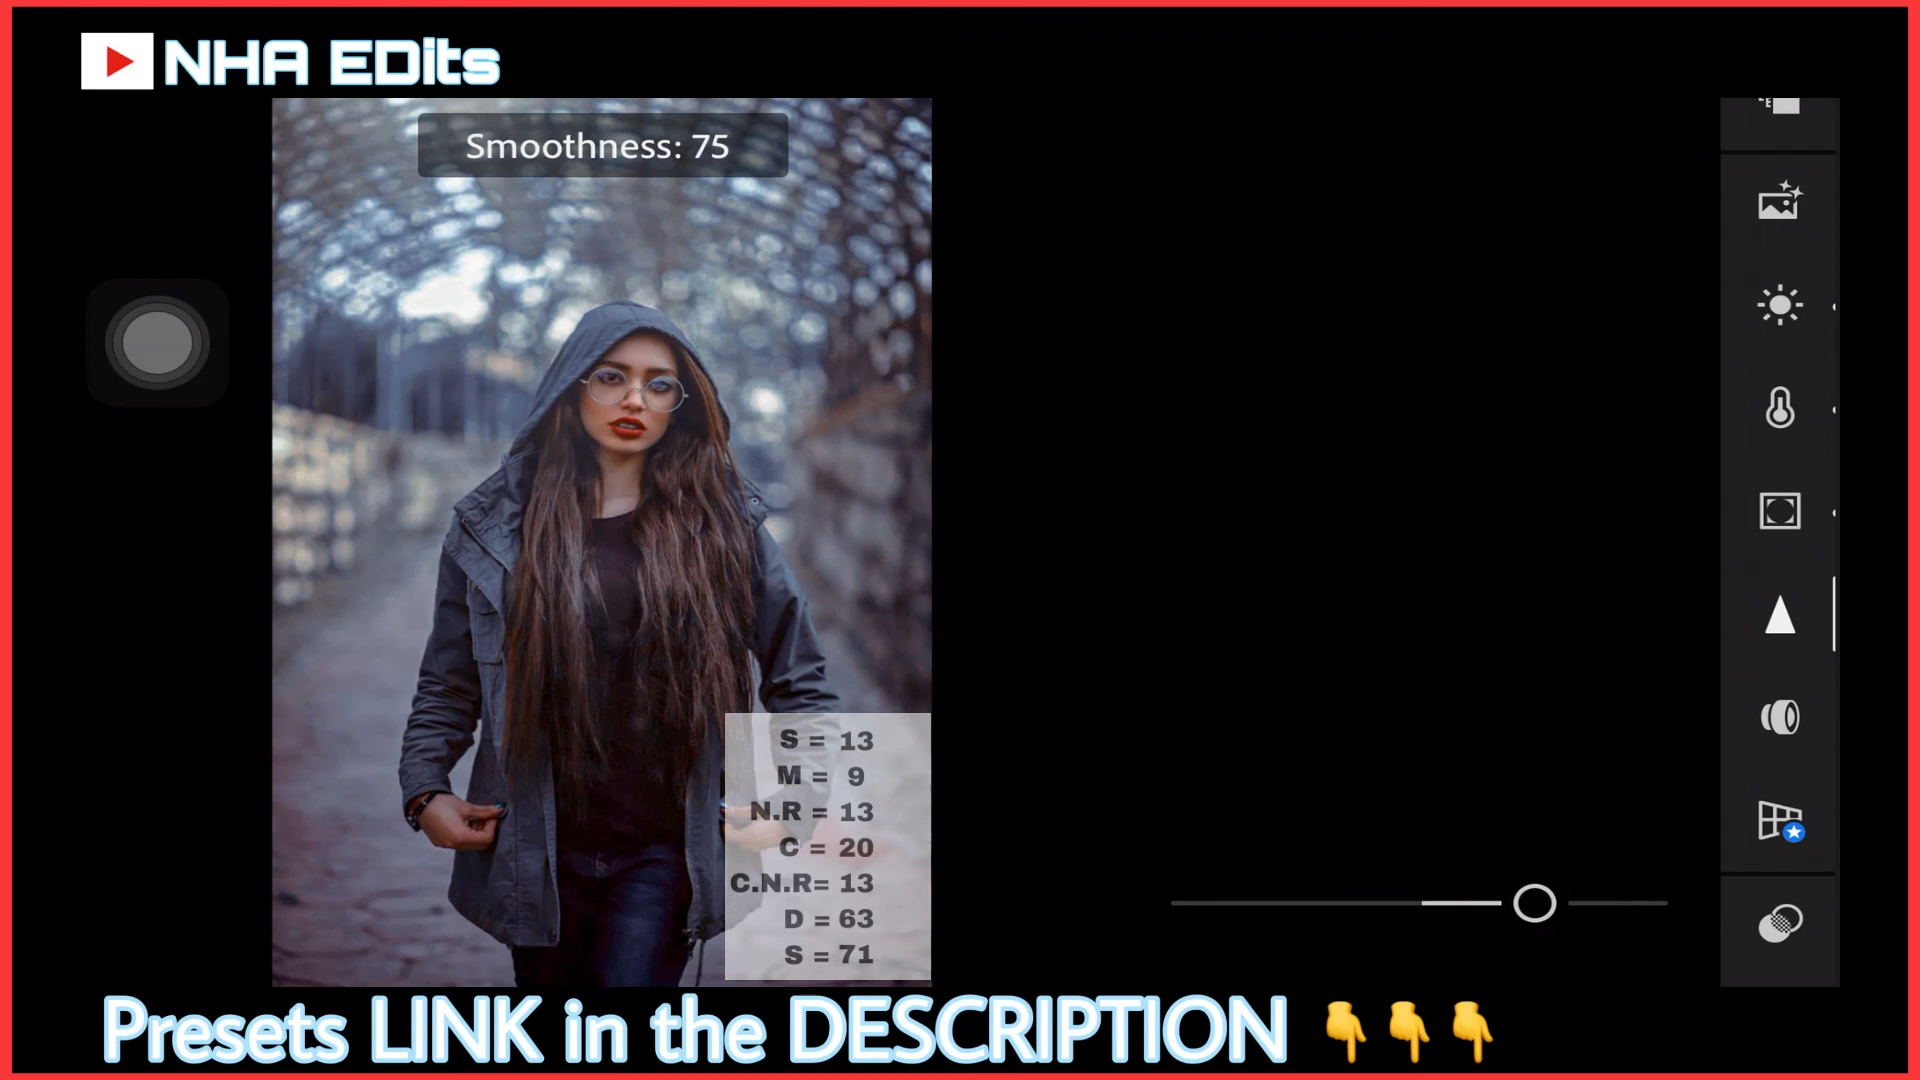 NHA EDits
Smoothness: 75
S = 13
M = 9
N.R = 13
C = 20
C.N.R= 13
D = 63
S = 71
Presets LINK in the DESCRIPTION 👇👇👇